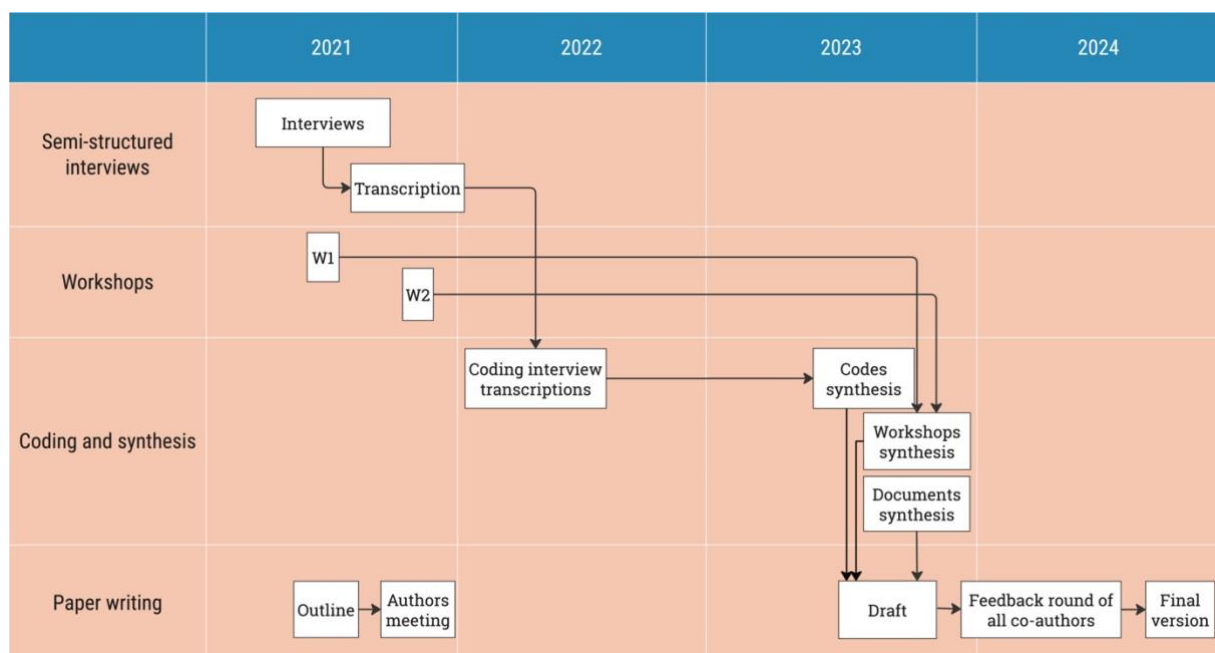 2021 2022 2023 2024
Semi-structured
interviews
Interviews
Transcription
Workshops
W1
W2
Coding and synthesis
Coding interview
transcriptions
Codes
synthesis
Workshops
synthesis
Documents
synthesis
Paper writing
Outline
Authors
meeting
Draft
Feedback round of
all co-authors
Final
version